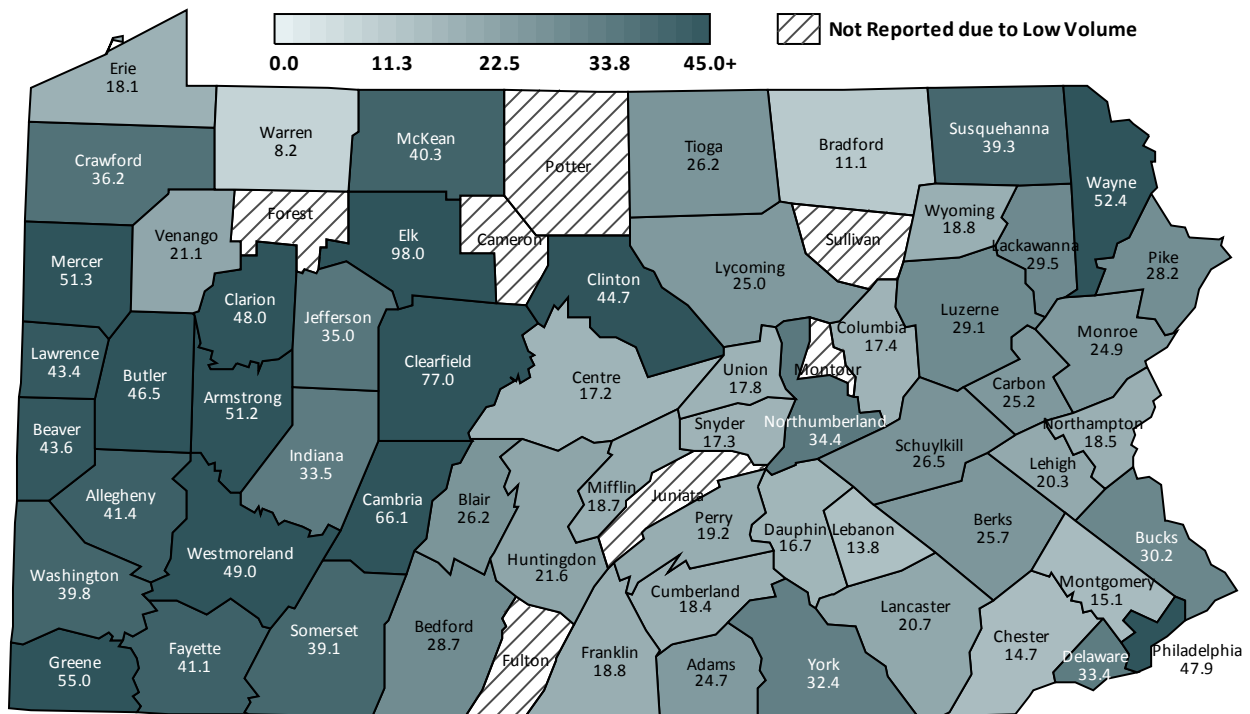 Not Reported due to Low Volume
0.0 11.3 22.5 33.8 45.0+
Erie
18.1
Warren
8.2
McKean
40.3
Potter
Tioga
26.2
Bradford
11.1
Susquehanna
39.3
Wayne
52.4
Crawford
36.2
Forest
Venango
21.1
Elk
98.0
Cameron
Sullivan
Wyoming
18.8
Lackawanna
29.5
Pike
28.2
Mercer
51.3
Clarion
48.0
Jefferson
35.0
Clinton
44.7
Lycoming
25.0
Columbia
17.4
Luzerne
29.1
Monroe
24.9
Lawrence
43.4
Butler
46.5
Armstrong
51.2
Clearfield
77.0
Centre
17.2
Union
17.8
Montour
Carbon
25.2
Beaver
43.6
Indiana
33.5
Snyder
17.3
Northumberland
34.4
Schuylkill
26.5
Northampton
18.5
Lehigh
20.3
Allegheny
41.4
Cambria
66.1
Blair
26.2
Mifflin
18.7
Juniata
Perry
19.2
Dauphin
16.7
Lebanon
13.8
Berks
25.7
Bucks
30.2
Westmoreland
49.0
Huntingdon
21.6
Washington
39.8
Cumberland
18.4
Montgomery
15.1
Greene
55.0
Fayette
41.1
Somerset
39.1
Bedford
28.7
Fulton
Franklin
18.8
Adams
24.7
York
32.4
Lancaster
20.7
Chester
14.7
Delaware
33.4
Philadelphia
47.9